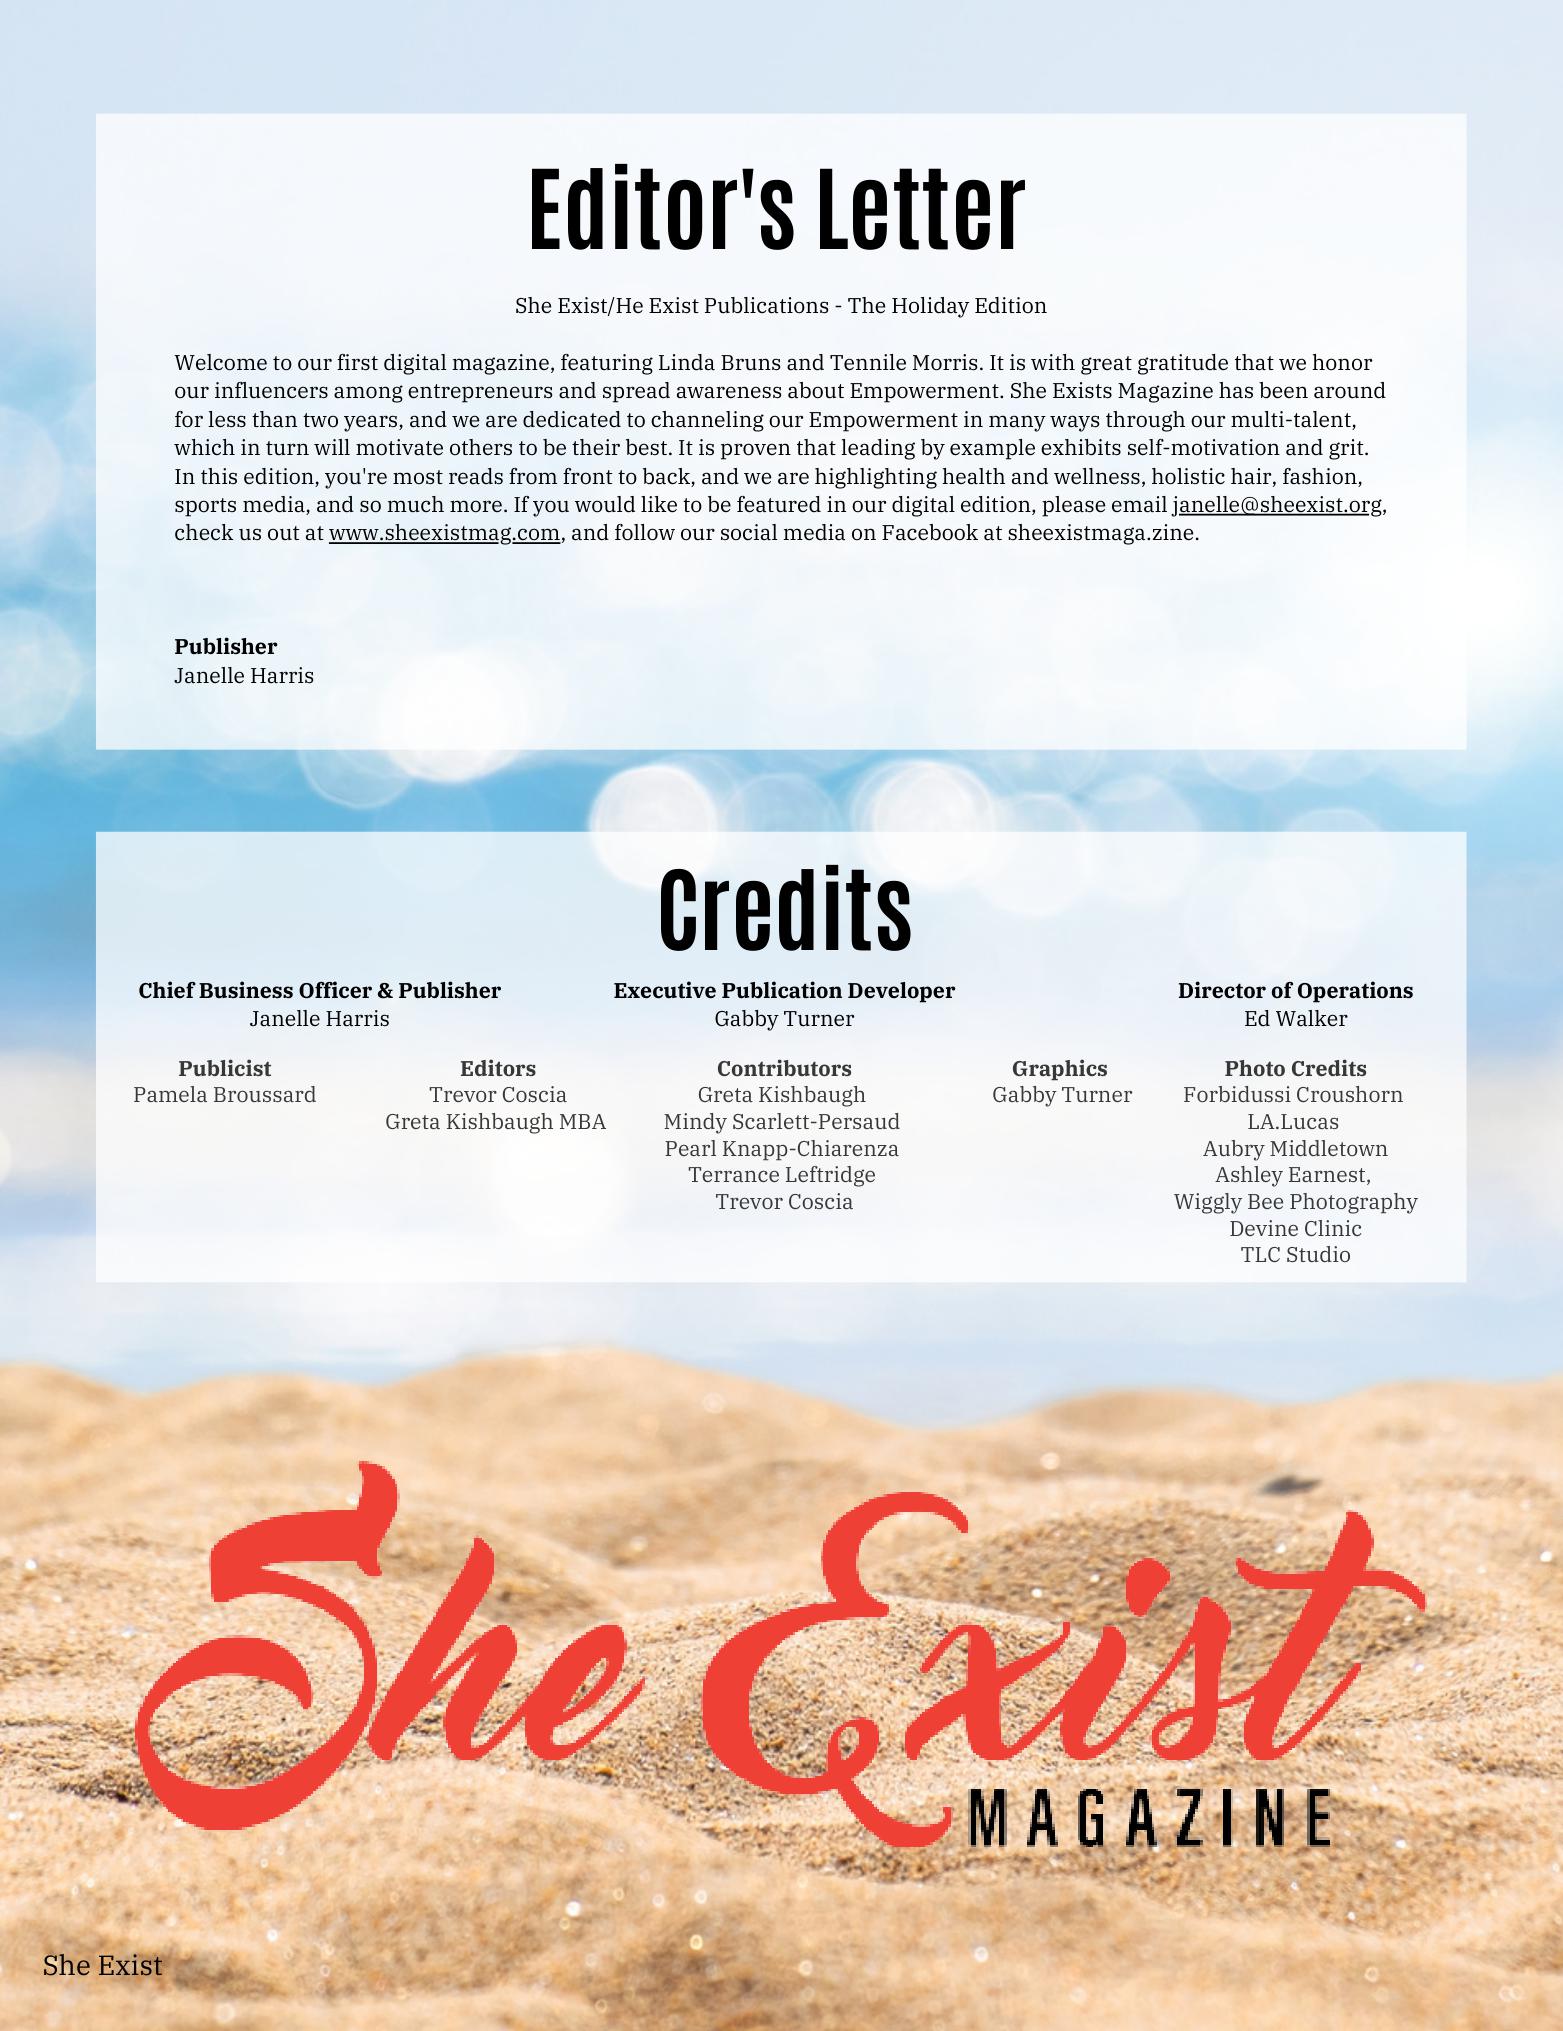 Editor's Letter
She Exist/He Exist Publications - The Holiday Edition
Welcome to our first digital magazine, featuring Linda Bruns and Tennile Morris. It is with great gratitude that we honor
our influencers among entrepreneurs and spread awareness about Empowerment. She Exists Magazine has been around
for less than two years, and we are dedicated to channeling our Empowerment in many ways through our multi-talent,
which in turn will motivate others to be their best. It is proven that leading by example exhibits self-motivation and grit.
In this edition, you're most reads from front to back, and we are highlighting health and wellness, holistic hair, fashion,
sports media, and so much more. If you would like to be featured in our digital edition, please email janelle@sheexist.org,
check us out at www.sheexistmag.com, and follow our social media on Facebook at sheexistmaga.zine.
Publisher
Janelle Harris
Credits
Chief Business Officer & Publisher
Janelle Harris
Executive Publication Developer
Gabby Turner
Director of Operations
Ed Walker
Publicist
Pamela Broussard
Editors
Trevor Coscia
Greta Kishbaugh MBA
Contributors
Greta Kishbaugh
Mindy Scarlett-Persaud
Pearl Knapp-Chiarenza
Terrance Leftridge
Trevor Coscia
Graphics
Gabby Turner
Photo Credits
Forbidussi Croushorn
LA.Lucas
Aubry Middletown
Ashley Earnest,
Wiggly Bee Photography
Devine Clinic
TLC Studio
She Exist
MAGAZINE
She Exist